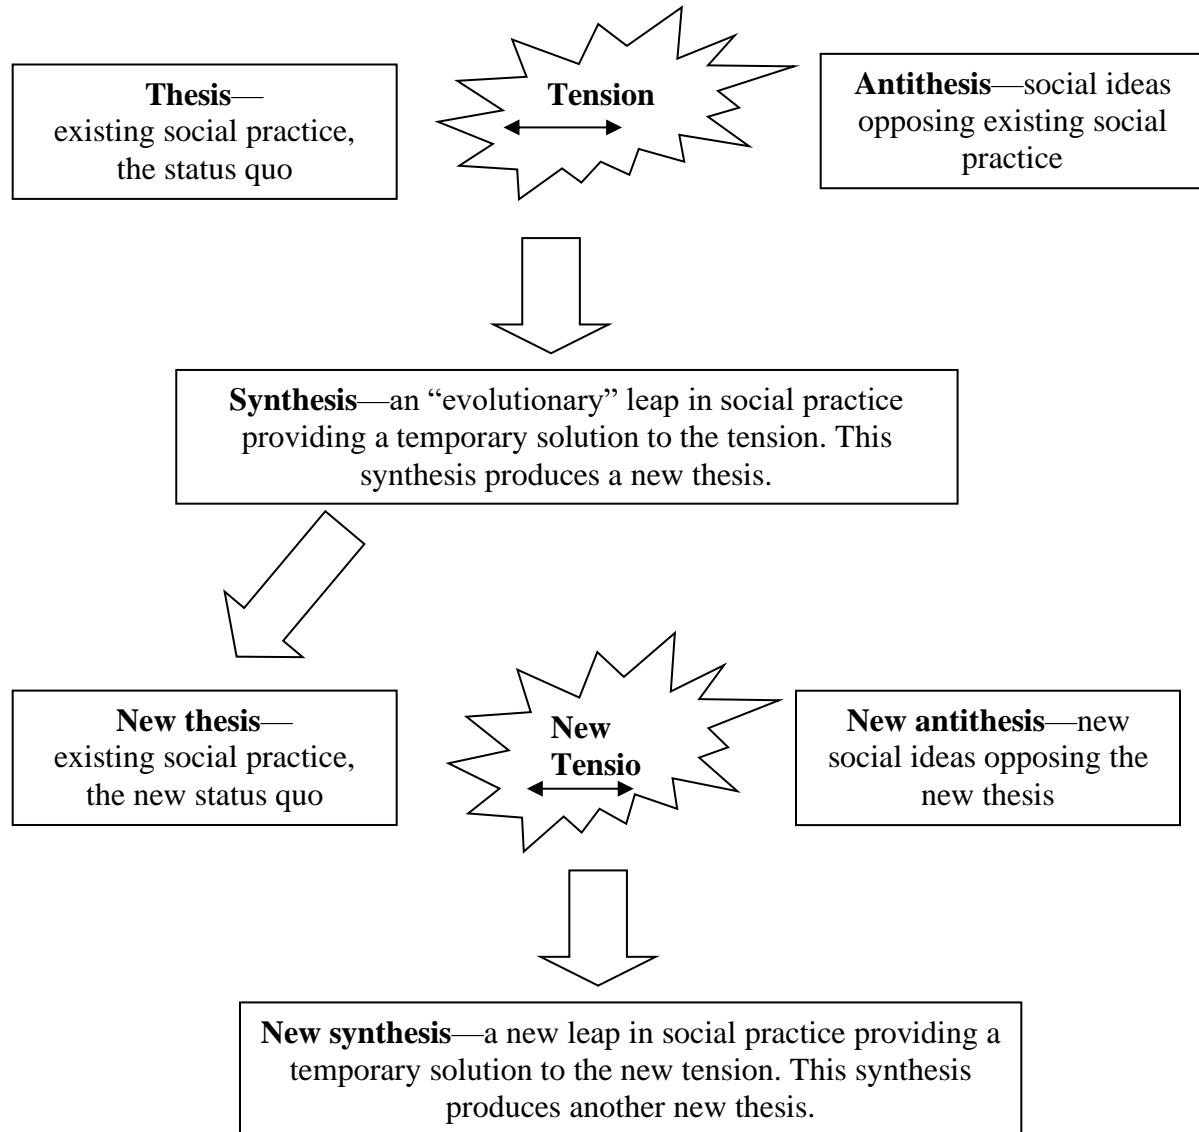 Thesis—
existing social practice,
the status quo
Tension
Antithesis—social ideas
opposing existing social
practice
Synthesis—an “evolutionary” leap in social practice
providing a temporary solution to the tension. This
synthesis produces a new thesis.
New thesis—
existing social practice,
the new status quo
New
Tensio
New antithesis—new
social ideas opposing the
new thesis
New synthesis—a new leap in social practice providing a
temporary solution to the new tension. This synthesis
produces another new thesis.